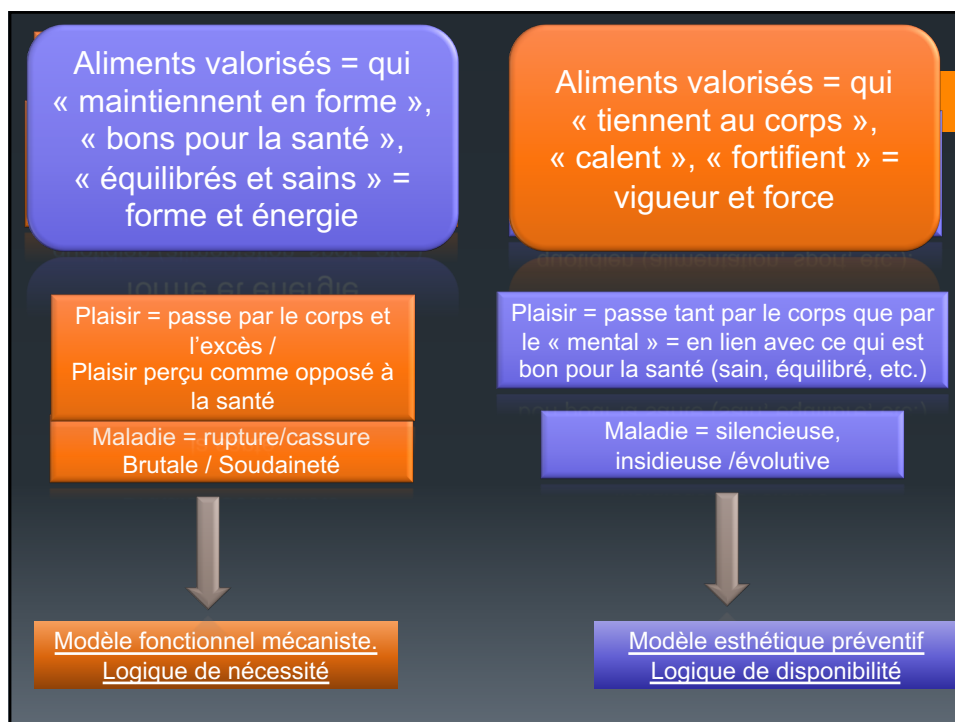 Aliments valorisés = qui
« maintiennent en forme »,
« bons pour la santé »,
« équilibrés et sains » =
forme et énergie
Aliments valorisés = qui
« tiennent au corps »,
« calent », « fortifient » =
vigueur et force
Plaisir = passe par le corps et
l’excès /
Plaisir perçu comme opposé à
la santé
Plaisir = passe tant par le corps que par
le « mental » = en lien avec ce qui est
bon pour la santé (sain, équilibré, etc.)
Maladie = rupture/cassure
Brutale / Soudaineté
Maladie = silencieuse,
insidieuse /évolutive
Modèle fonctionnel mécaniste.
Logique de nécessité
Modèle esthétique préventif
Logique de disponibilité